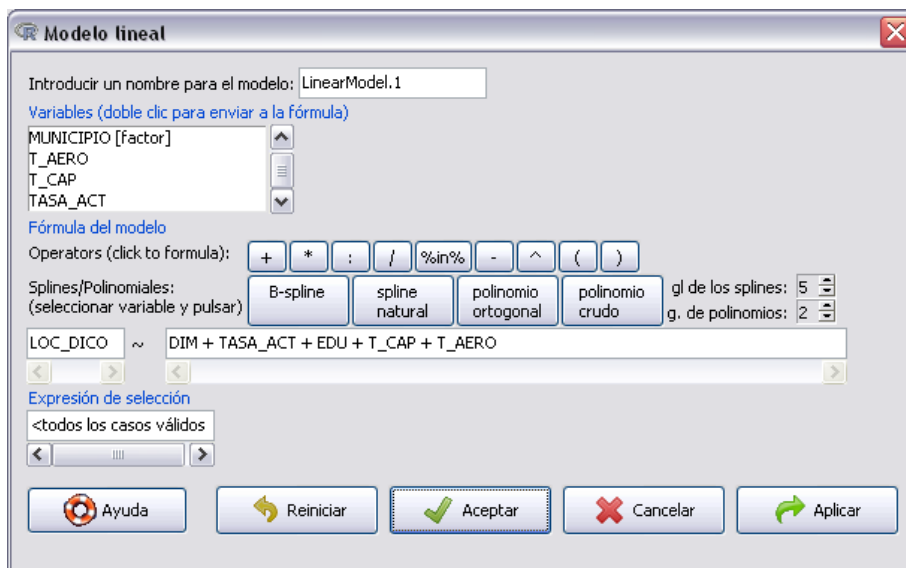 Modelo lineal
Introducir un nombre para el modelo: LinearModel.1
Variables (doble clic para enviar a la fórmula)
MUNICIPIO [factor]
T_AERO
T_CAP
TASA_ACT
Fórmula del modelo
Operators (click to formula): + * : / %in% - ^ ( )
Splines/Polinomiales:
(seleccionar variable y pulsar)
B-spline
spline
natural
polinomio
ortogonal
polinomio
crudo
gl de los splines: 5
g. de polinomios: 2
LOC_DICO ~ DIM + TASA_ACT + EDU + T_CAP + T_AERO
Expresión de selección
<todos los casos válidos
Ayuda Reiniciar Aceptar Cancelar Aplicar